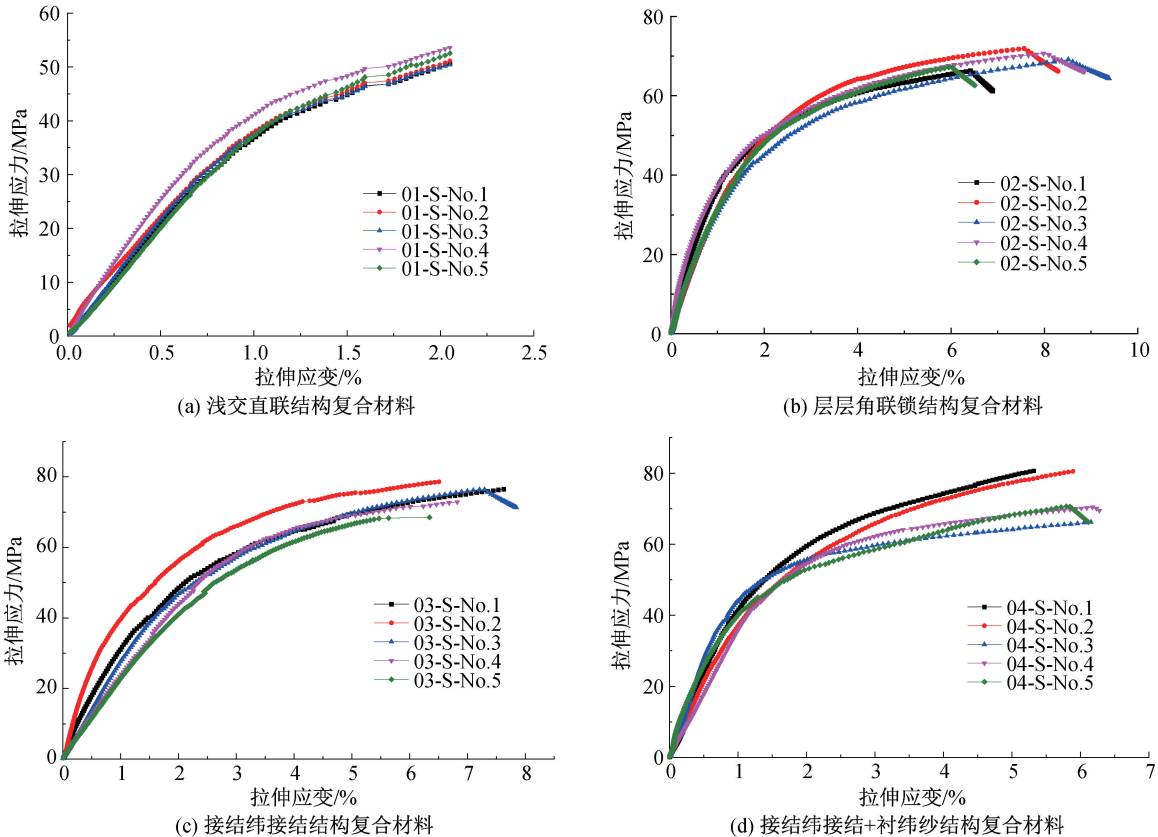 60
50
40
30
20
10
0
拉伸应力/MPa
01-S-No.1
01-S-No.2
01-S-No.3
01-S-No.4
01-S-No.5
0.0 0.5 1.0 1.5 2.0 2.5
拉伸应变/%
(a) 浅交直联结构复合材料
80
60
40
20
0
拉伸应力/MPa
02-S-No.1
02-S-No.2
02-S-No.3
02-S-No.4
02-S-No.5
0 2 4 6 8 10
拉伸应变/%
(b) 层层角联锁结构复合材料
80
60
40
20
0
拉伸应力/MPa
03-S-No.1
03-S-No.2
03-S-No.3
03-S-No.4
03-S-No.5
0 1 2 3 4 5 6 7 8
拉伸应变/%
(c) 接结纬接结结构复合材料
80
60
40
20
0
拉伸应力/MPa
04-S-No.1
04-S-No.2
04-S-No.3
04-S-No.4
04-S-No.5
0 1 2 3 4 5 6 7
拉伸应变/%
(d) 接结纬接结+衬纬纱结构复合材料